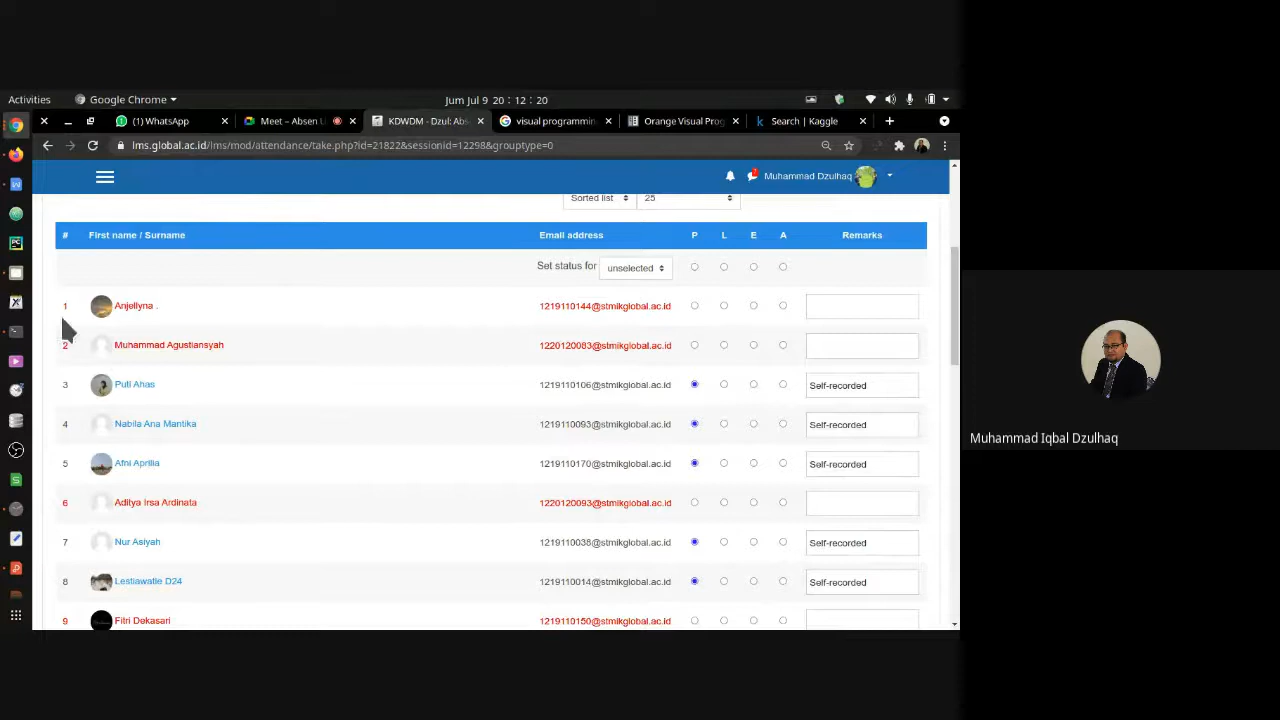 Activities Google Chrome Jum Jul 9 20:12:20
(1) WhatsApp Meet – Absen U KDWDM - Dzul: Abs visual programmin Orange Visual Prog Search | Kaggle
lms.global.ac.id/lms/mod/attendance/take.php?id=21822&sessionid=12298&grouptype=0
Muhammad Dzulhaq
Sorted list 25
# First name / Surname Email address P L E A Remarks
Set status for unselected
1 Anjellyna . 1219110144@stmikglobal.ac.id
2 Muhammad Agustiansyah 1220120083@stmikglobal.ac.id
3 Puti Ahas 1219110106@stmikglobal.ac.id Self-recorded
4 Nabila Ana Mantika 1219110093@stmikglobal.ac.id Self-recorded
5 Afni Aprilia 1219110170@stmikglobal.ac.id Self-recorded
6 Aditya Irsa Ardinata 1220120093@stmikglobal.ac.id
7 Nur Asiyah 1219110038@stmikglobal.ac.id Self-recorded
8 Lestiawatie D24 1219110014@stmikglobal.ac.id Self-recorded
9 Fitri Dekasari 1219110150@stmikglobal.ac.id
Muhammad Iqbal Dzulhaq